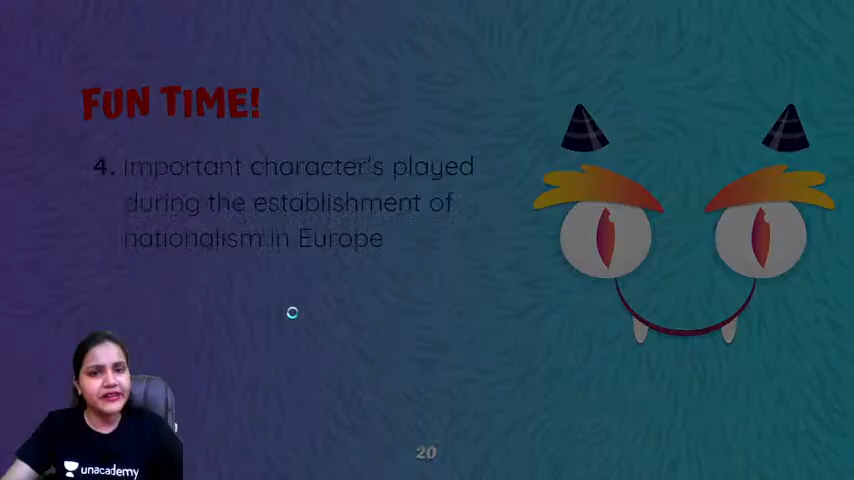 FUN TIME!
4. Important character's played
during the establishment of
nationalism in Europe
unacademy
20